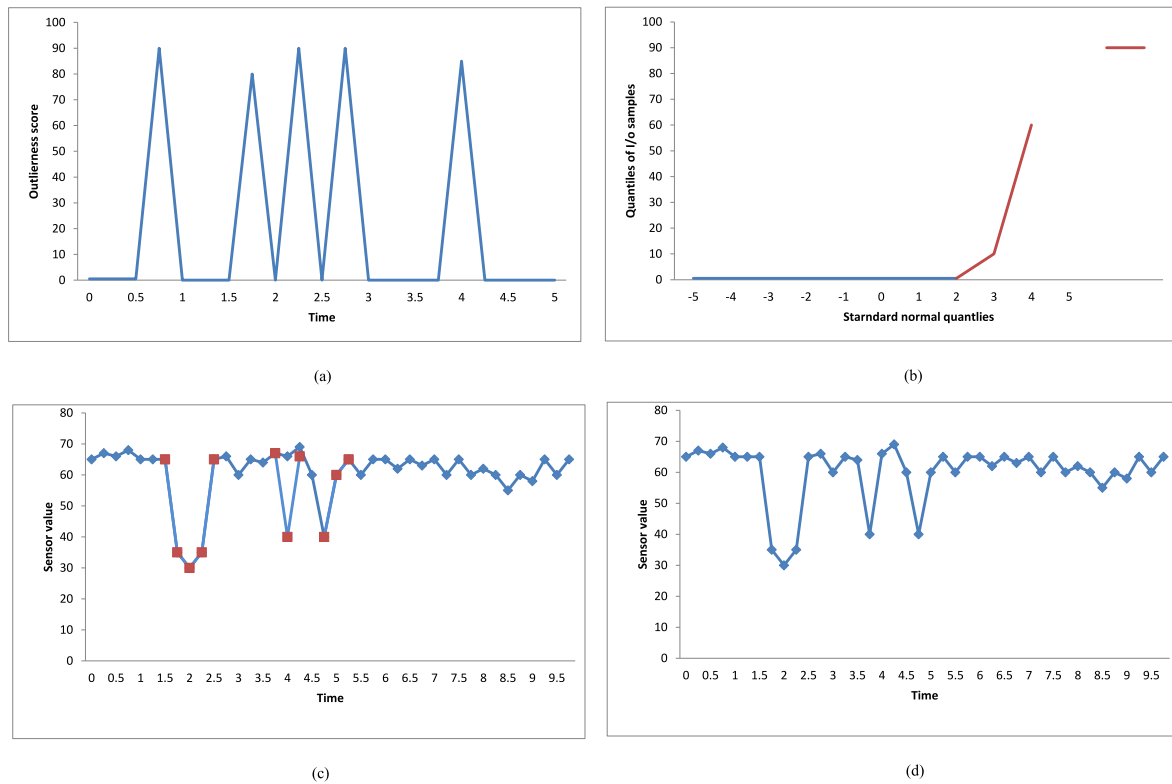 100
90
80
70
60
50
40
30
20
10
0
Outlierness score
0 0.5 1 1.5 2 2.5 3 4 4.5 5
Time
(a)
100
90
80
70
60
50
40
30
20
10
0
Quantiles of I/o samples
-5 -4 -3 -2 -1 0 1 2 3 4 5
Starndard normal quantlies
(b)
80
70
60
50
40
30
20
10
0
Sensor value
0 0.5 1 1.5 2 2.5 3 3.5 4 4.5 5 5.5 6 6.5 7 7.5 8 8.5 9 9.5
Time
(c)
80
70
60
50
40
30
20
10
0
Sensor value
0 0.5 1 1.5 2 2.5 3 3.5 4 4.5 5 5.5 6 6.5 7 7.5 8 8.5 9 9.5
Time
(d)